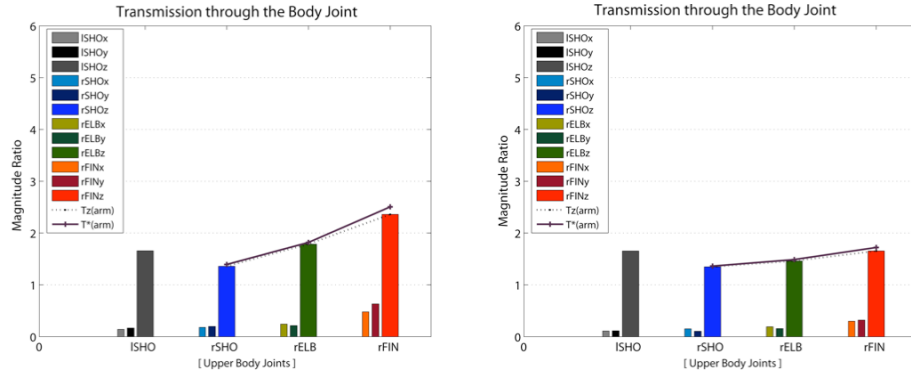 Transmission through the Body Joint
6
5
4
3
2
1
0
Magnitude Ratio
lSHOx
lSHOy
lSHOz
rSHOx
rSHOy
rSHOz
rELBx
rELBy
rELBz
rFINx
rFINy
rFINz
Tz(arm)
T*(arm)
0 lSHO rSHO rELB rFIN
[ Upper Body Joints ]
Transmission through the Body Joint
6
5
4
3
2
1
0
Magnitude Ratio
lSHOx
lSHOy
lSHOz
rSHOx
rSHOy
rSHOz
rELBx
rELBy
rELBz
rFINx
rFINy
rFINz
Tz(arm)
T*(arm)
0 lSHO rSHO rELB rFIN
[ Upper Body Joints ]